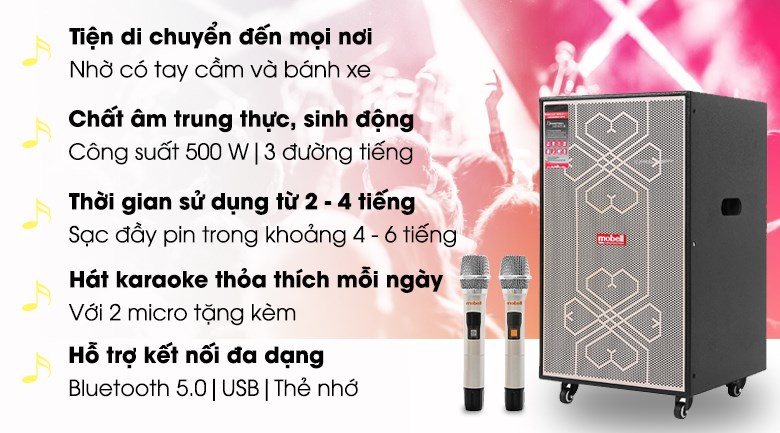 Tiện di chuyển đến mọi nơi
Nhờ có tay cầm và bánh xe
Chất âm trung thực, sinh động
Công suất 500 W | 3 đường tiếng
Thời gian sử dụng từ 2 - 4 tiếng
Sạc đầy pin trong khoảng 4 - 6 tiếng
Hát karaoke thỏa thích mỗi ngày
Với 2 micro tặng kèm
Hỗ trợ kết nối đa dạng
Bluetooth 5.0 | USB | Thẻ nhớ
mobell